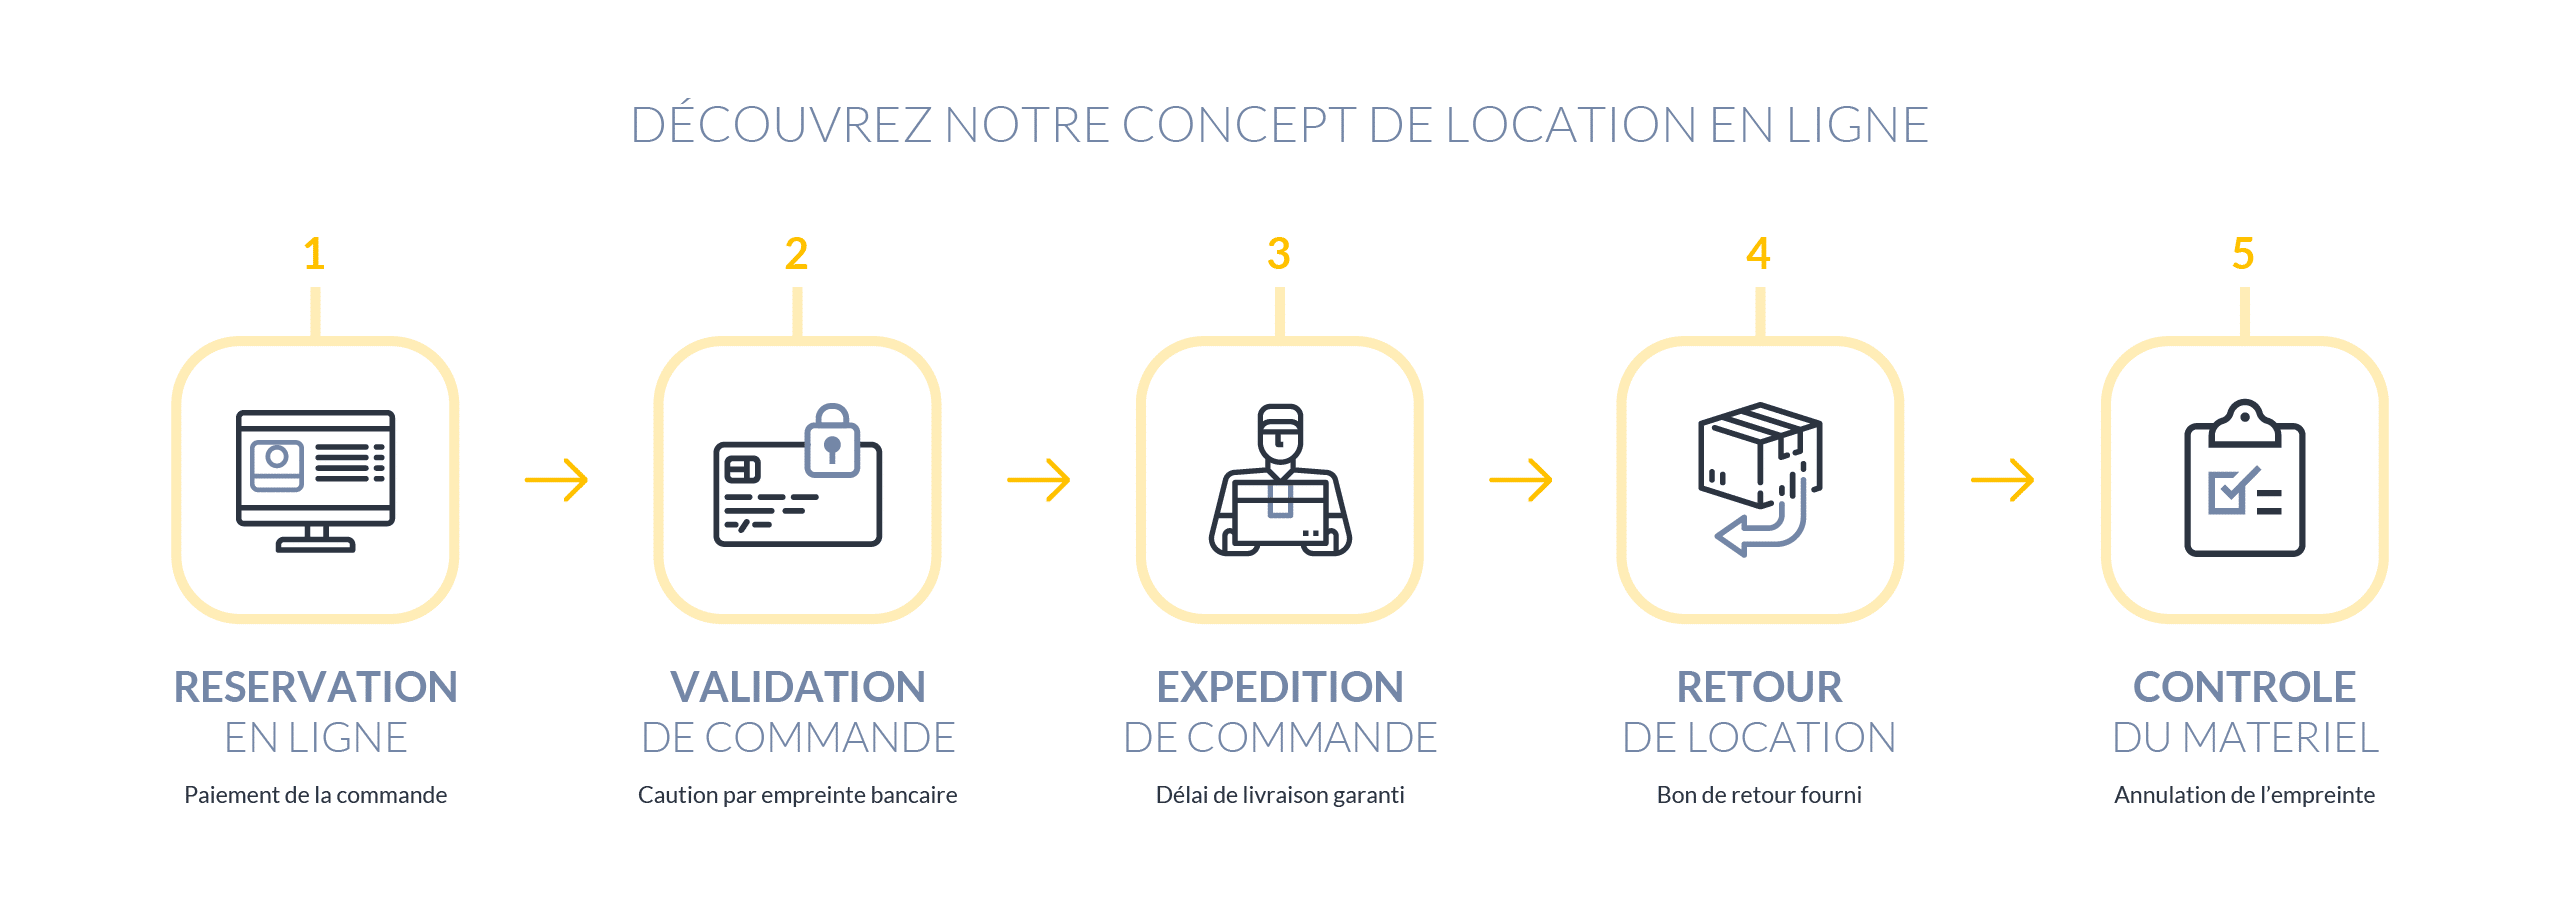 DÉCOUVREZ NOTRE CONCEPT DE LOCATION EN LIGNE
1
RESERVATION
EN LIGNE
Paiement de la commande
2
VALIDATION
DE COMMANDE
Caution par empreinte bancaire
3
EXPEDITION
DE COMMANDE
Délai de livraison garanti
4
RETOUR
DE LOCATION
Bon de retour fourni
5
CONTROLE
DU MATERIEL
Annulation de l’empreinte